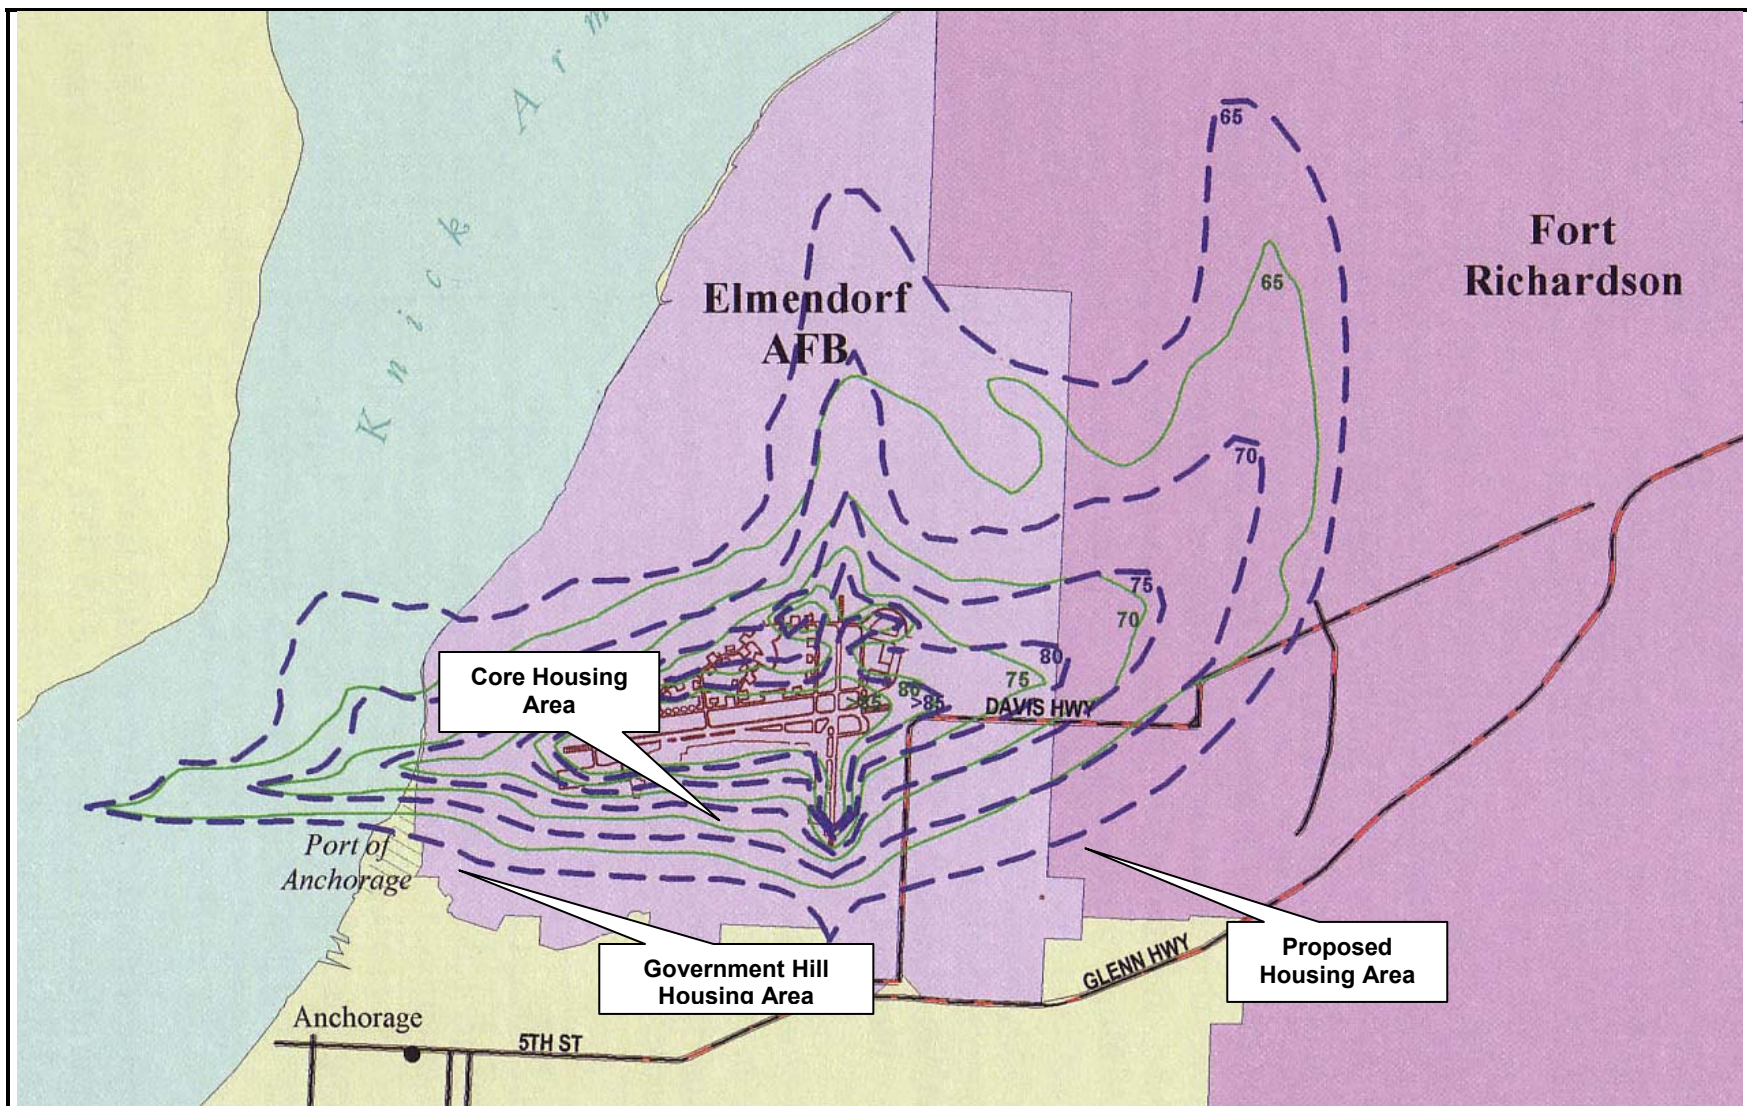 Knick Arm
65
Fort
Richardson
65
Elmendorf
AFB
70
75
70
80
75
80
>85
>85
DAVIS HWY
Core Housing
Area
Port of
Anchorage
Government Hill
Housing Area
Proposed
Housing Area
GLENN HWY
Anchorage
5TH ST